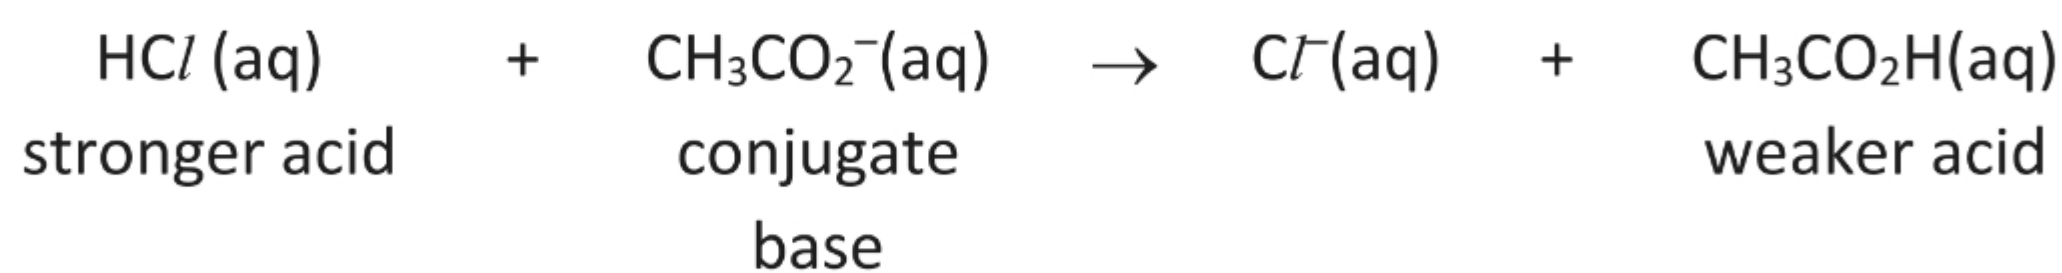 HCl (aq) + CH₃CO₂⁻(aq) → Cl⁻(aq) + CH₃CO₂H(aq)
stronger acid conjugate weaker acid
base